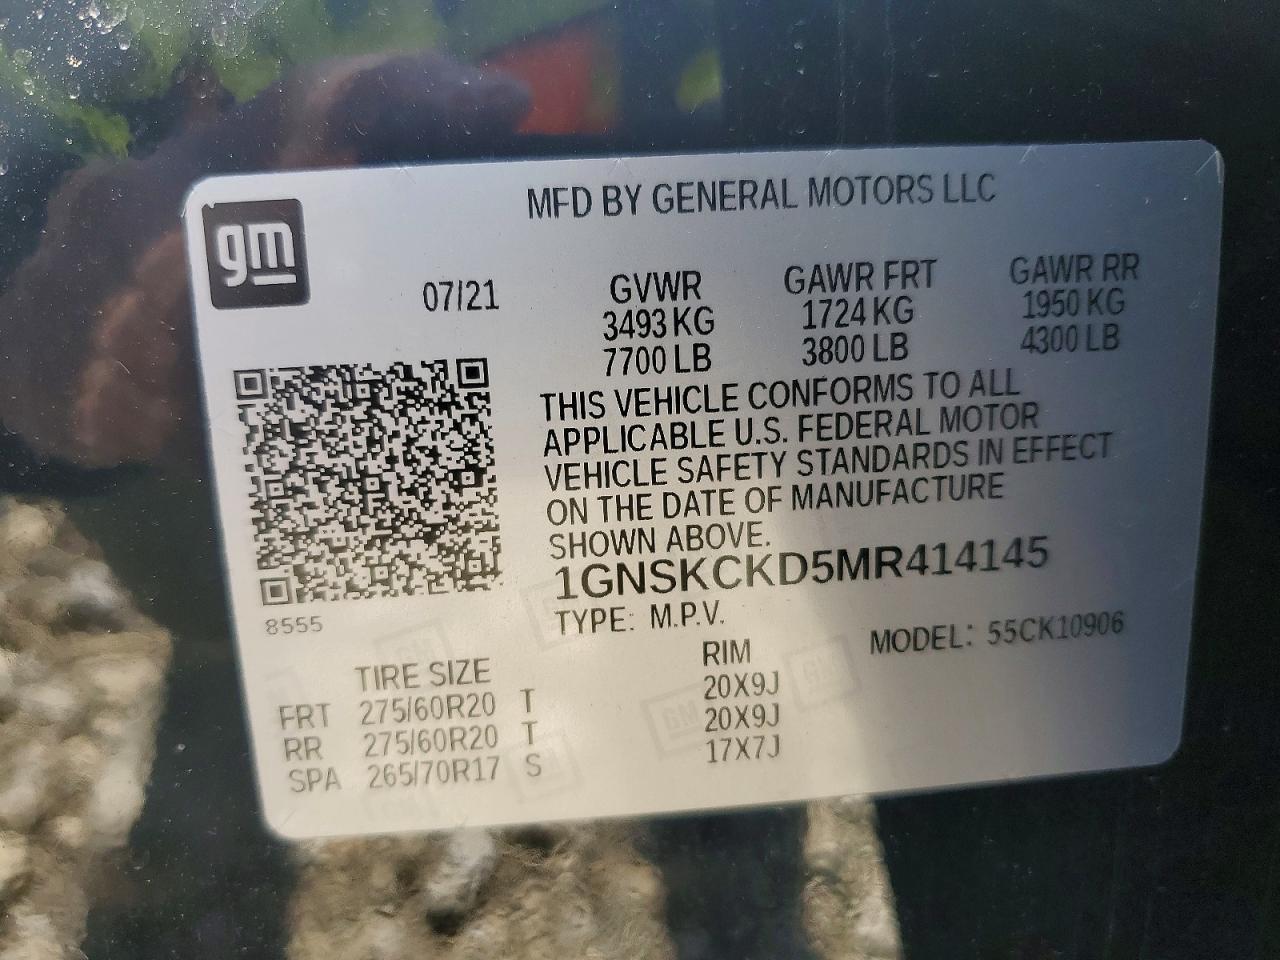 MFD BY GENERAL MOTORS LLC
gm
07/21
GVWR GAWR FRT GAWR RR
3493 KG 1724 KG 1950 KG
7700 LB 3800 LB 4300 LB
THIS VEHICLE CONFORMS TO ALL
APPLICABLE U.S. FEDERAL MOTOR
VEHICLE SAFETY STANDARDS IN EFFECT
ON THE DATE OF MANUFACTURE
SHOWN ABOVE.
1GNSKCKD5MR414145
TYPE: M.P.V.
MODEL: 55CK10906
8555
TIRE SIZE RIM
FRT 275/60R20 T 20X9J
RR 275/60R20 T 20X9J
SPA 265/70R17 S 17X7J